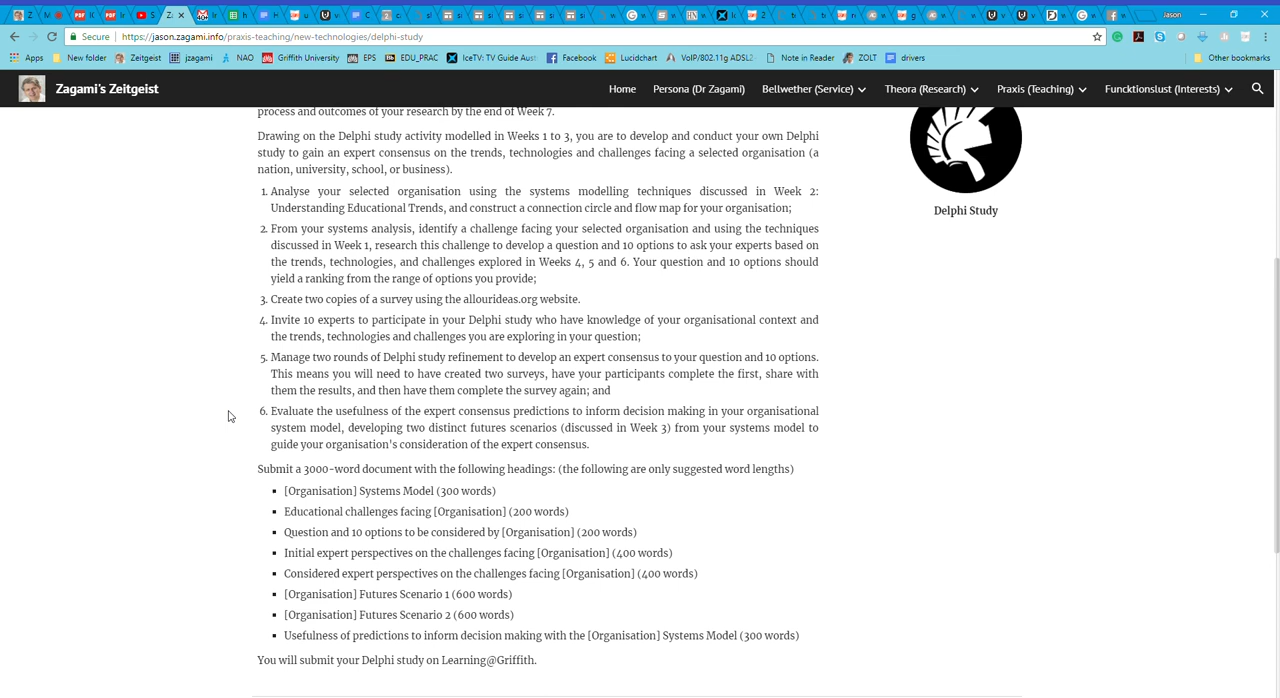 Jason
Secure
https://jason.zagami.info/praxis-teaching/new-technologies/delphi-study
Apps New folder Zeitgeist jzagami NAO Griffith University EPS EDU_PRAC IceTV: TV Guide Aust Facebook Lucidchart VoIP/802.11g ADSL2 Note in Reader ZOLT drivers Other bookmarks
Zagami's Zeitgeist Home Persona (Dr Zagami) Bellwether (Service) Theora (Research) Praxis (Teaching) Funcktionslust (Interests)
process and outcomes of your research by the end of Week 7.
Drawing on the Delphi study activity modelled in Weeks 1 to 3, you are to develop and conduct your own Delphi
study to gain an expert consensus on the trends, technologies and challenges facing a selected organisation (a
nation, university, school, or business).
1. Analyse your selected organisation using the systems modelling techniques discussed in Week 2:
Understanding Educational Trends, and construct a connection circle and flow map for your organisation;
2. From your systems analysis, identify a challenge facing your selected organisation and using the techniques
discussed in Week 1, research this challenge to develop a question and 10 options to ask your experts based on
the trends, technologies, and challenges explored in Weeks 4, 5 and 6. Your question and 10 options should
yield a ranking from the range of options you provide;
3. Create two copies of a survey using the allourideas.org website.
4. Invite 10 experts to participate in your Delphi study who have knowledge of your organisational context and
the trends, technologies and challenges you are exploring in your question;
5. Manage two rounds of Delphi study refinement to develop an expert consensus to your question and 10 options.
This means you will need to have created two surveys, have your participants complete the first, share with
them the results, and then have them complete the survey again; and
6. Evaluate the usefulness of the expert consensus predictions to inform decision making in your organisational
system model, developing two distinct futures scenarios (discussed in Week 3) from your systems model to
guide your organisation's consideration of the expert consensus.
Submit a 3000-word document with the following headings: (the following are only suggested word lengths)
[Organisation] Systems Model (300 words)
Educational challenges facing [Organisation] (200 words)
Question and 10 options to be considered by [Organisation] (200 words)
Initial expert perspectives on the challenges facing [Organisation] (400 words)
Considered expert perspectives on the challenges facing [Organisation] (400 words)
[Organisation] Futures Scenario 1 (600 words)
[Organisation] Futures Scenario 2 (600 words)
Usefulness of predictions to inform decision making with the [Organisation] Systems Model (300 words)
You will submit your Delphi study on Learning@Griffith.
Delphi Study